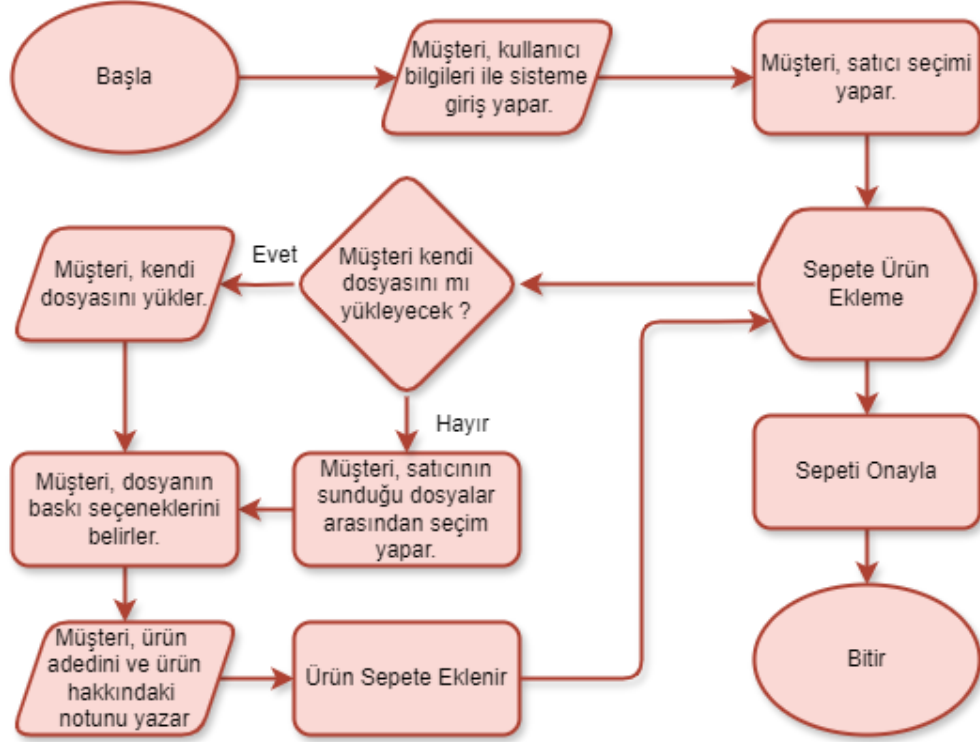 Başla
Müşteri, kullanıcı
bilgileri ile sisteme
giriş yapar.
Müşteri, satıcı seçimi
yapar.
Sepete Ürün
Ekleme
Müşteri kendi
dosyasını mı
yükleyecek ?
Evet
Müşteri, kendi
dosyasını yükler.
Hayır
Müşteri, satıcının
sunduğu dosyalar
arasından seçim
yapar.
Müşteri, dosyanın
baskı seçeneklerini
belirler.
Müşteri, ürün
adedini ve ürün
hakkındaki
notunu yazar
Ürün Sepete Eklenir
Sepeti Onayla
Bitir